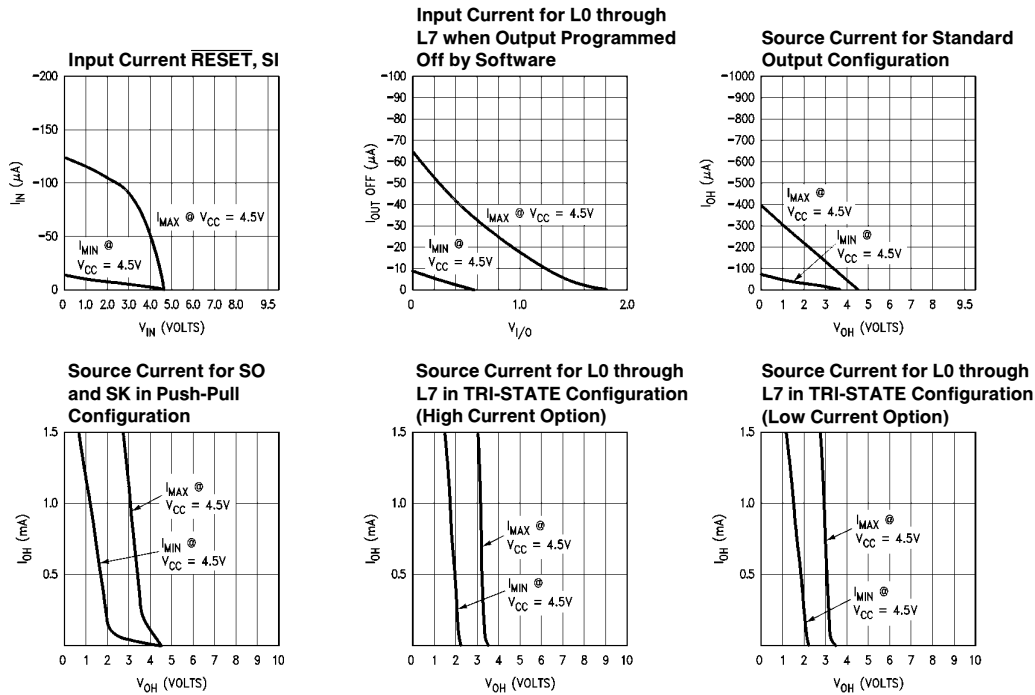 Input Current RESET, SI
-200
-150
-100
-50
0
I_IN (µA)
I_MAX @ V_CC = 4.5V
I_MIN @
V_CC = 4.5V
0 1.0 2.0 3.0 4.0 5.0 6.0 7.0 8.0 9.5
V_IN (VOLTS)
Input Current for L0 through
L7 when Output Programmed
Off by Software
-100
-90
-80
-70
-60
-50
-40
-30
-20
-10
0
I_OUT OFF (µA)
I_MAX @ V_CC = 4.5V
I_MIN @
V_CC = 4.5V
0 1.0 2.0
V_I/O
Source Current for Standard
Output Configuration
-1000
-900
-800
-700
-600
-500
-400
-300
-200
-100
0
I_OH (µA)
I_MAX @
V_CC = 4.5V
I_MIN @
V_CC = 4.5V
0 1 2 3 4 5 6 7 8 9.5
V_OH (VOLTS)
Source Current for SO
and SK in Push-Pull
Configuration
1.5
1.0
0.5
I_OH (mA)
I_MAX @
V_CC = 4.5V
I_MIN @
V_CC = 4.5V
0 1 2 3 4 5 6 7 8 9 10
V_OH (VOLTS)
Source Current for L0 through
L7 in TRI-STATE Configuration
(High Current Option)
1.5
1.0
0.5
I_OH (mA)
I_MAX @
V_CC = 4.5V
I_MIN @
V_CC = 4.5V
0 1 2 3 4 5 6 7 8 9 10
V_OH (VOLTS)
Source Current for L0 through
L7 in TRI-STATE Configuration
(Low Current Option)
1.5
1.0
0.5
I_OH (mA)
I_MAX @
V_CC = 4.5V
I_MIN @
V_CC = 4.5V
0 1 2 3 4 5 6 7 8 9 10
V_OH (VOLTS)